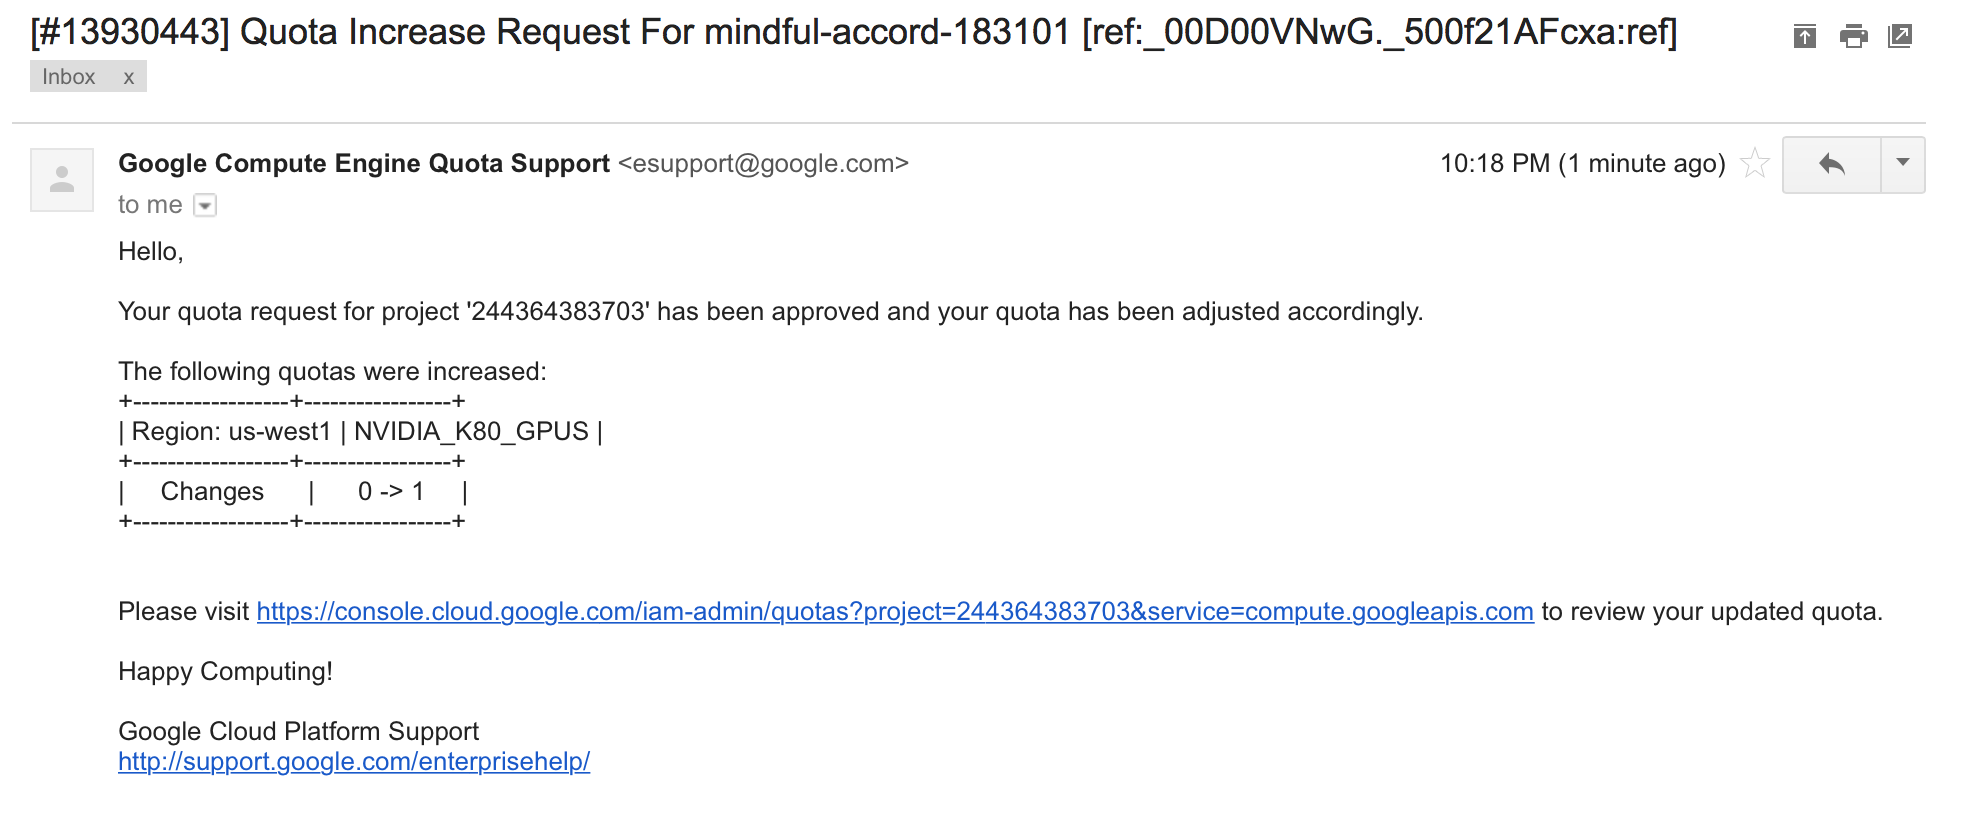 [#13930443] Quota Increase Request For mindful-accord-183101 [ref:_00D00VNwG._500f21AFcxa:ref]
Inbox x
Google Compute Engine Quota Support <esupport@google.com> 10:18 PM (1 minute ago)
to me
Hello,
Your quota request for project '244364383703' has been approved and your quota has been adjusted accordingly.
The following quotas were increased:
+------------------+-----------------+
| Region: us-west1 | NVIDIA_K80_GPUS |
+------------------+-----------------+
| Changes | 0 -> 1 |
+------------------+-----------------+
Please visit https://console.cloud.google.com/iam-admin/quotas?project=244364383703&service=compute.googleapis.com to review your updated quota.
Happy Computing!
Google Cloud Platform Support
http://support.google.com/enterprisehelp/